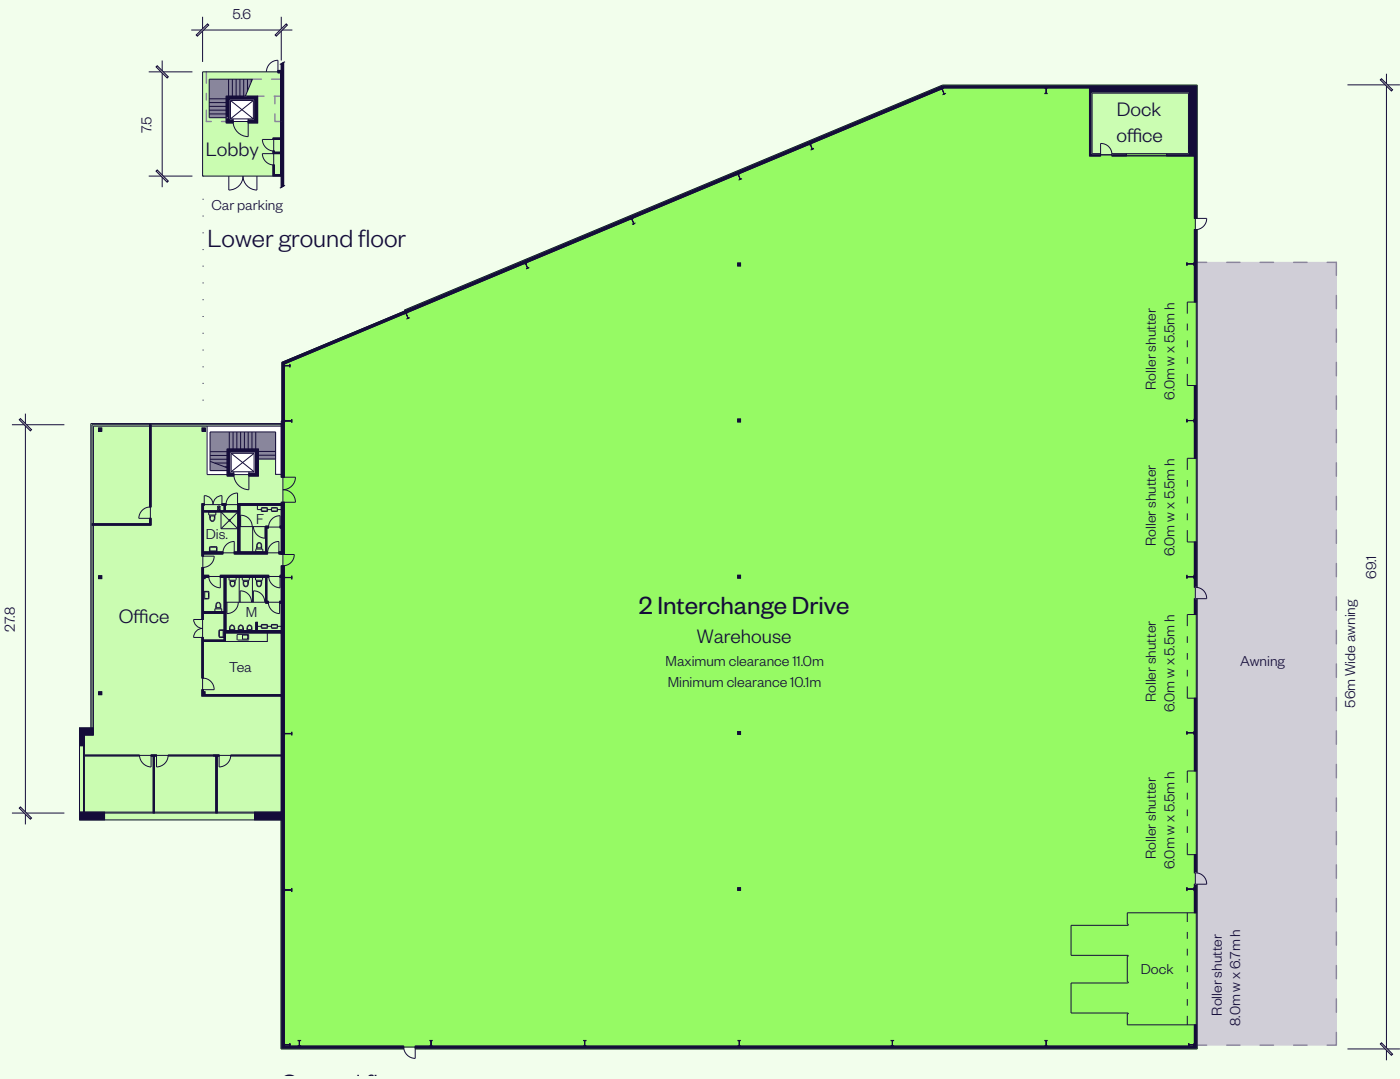 5.6
7.5
Lobby
Car parking
Lower ground floor
Dock
office
Roller shutter
6.0m w x 5.5m h
Roller shutter
6.0m w x 5.5m h
Roller shutter
6.0m w x 5.5m h
Roller shutter
6.0m w x 5.5m h
69.1
56m Wide awning
Awning
27.8
Office
Dis.
F
M
Tea
2 Interchange Drive
Warehouse
Maximum clearance 11.0m
Minimum clearance 10.1m
Dock
Roller shutter
8.0m w x 6.7m h